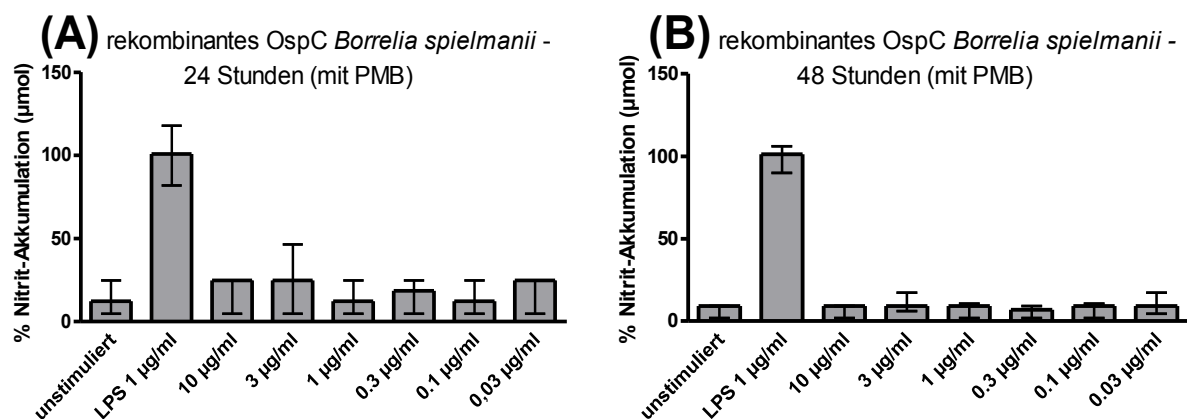 (A) rekombinantes OspC Borrelia spielmanii -
24 Stunden (mit PMB)
% Nitrit-Akkumulation (µmol)
150
100
50
0
unstimuliert
LPS 1 µg/ml
10 µg/ml
3 µg/ml
1 µg/ml
0.3 µg/ml
0.1 µg/ml
0,03 µg/ml
(B) rekombinantes OspC Borrelia spielmanii -
48 Stunden (mit PMB)
% Nitrit-Akkumulation (µmol)
150
100
50
0
unstimuliert
LPS 1 µg/ml
10 µg/ml
3 µg/ml
1 µg/ml
0.3 µg/ml
0.1 µg/ml
0.03 µg/ml